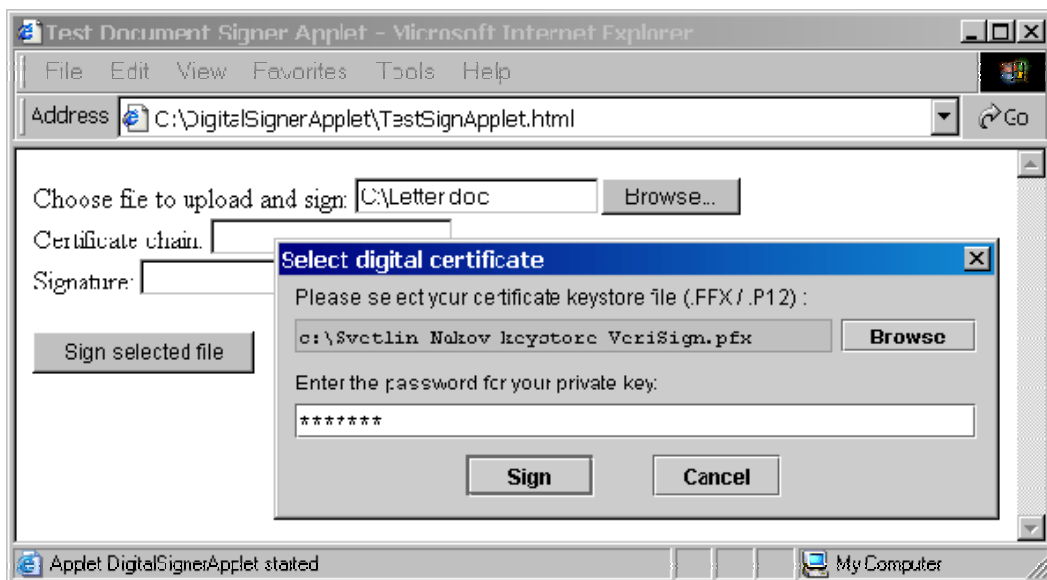 Test Document Signer Applet - Microsoft Internet Explorer
File Edit View Favorites Tools Help
Address C:\DigitalSignerApplet\TestSignApplet.html Go
Choose file to upload and sign: C:\Letter.doc Browse...
Certificate chain:
Signature:
Select digital certificate
Please select your certificate keystore file (.PFX / .P12) :
c:\Svetlin Nakov keystore VeriSign.pfx Browse
Sign selected file
Enter the password for your private key:
*******
Sign Cancel
Applet DigitalSignerApplet started My Computer